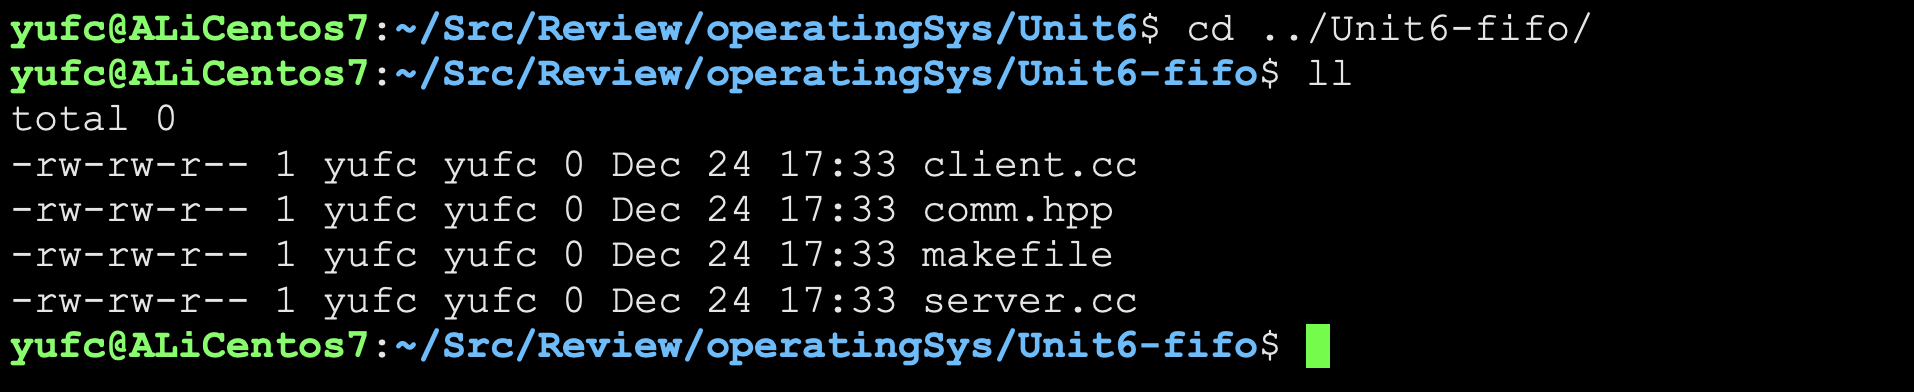 yufc@ALiCentos7:~/Src/Review/operatingSys/Unit6$ cd ../Unit6-fifo/
yufc@ALiCentos7:~/Src/Review/operatingSys/Unit6-fifo$ ll
total 0
-rw-rw-r-- 1 yufc yufc 0 Dec 24 17:33 client.cc
-rw-rw-r-- 1 yufc yufc 0 Dec 24 17:33 comm.hpp
-rw-rw-r-- 1 yufc yufc 0 Dec 24 17:33 makefile
-rw-rw-r-- 1 yufc yufc 0 Dec 24 17:33 server.cc
yufc@ALiCentos7:~/Src/Review/operatingSys/Unit6-fifo$